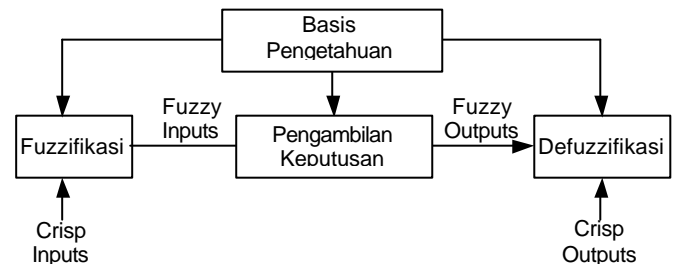 Basis
Pengetahuan
Fuzzy
Inputs
Fuzzy
Outputs
Fuzzifikasi
Pengambilan
Keputusan
Defuzzifikasi
Crisp
Inputs
Crisp
Outputs